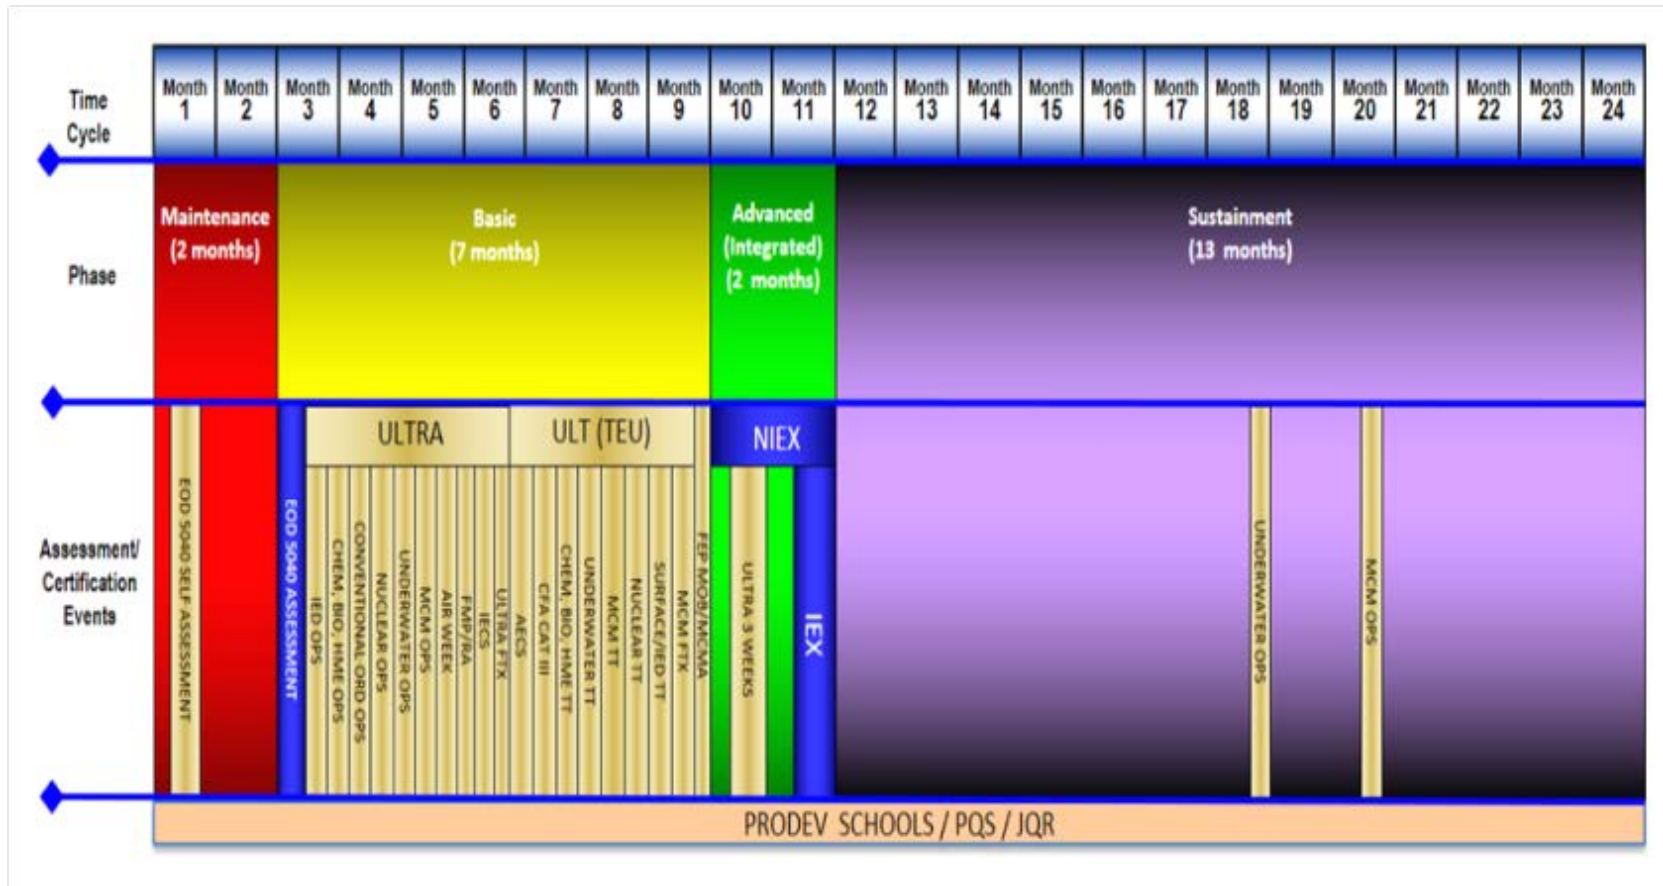 Time
Cycle
Month
1
Month
2
Month
3
Month
4
Month
5
Month
6
Month
7
Month
8
Month
9
Month
10
Month
11
Month
12
Month
13
Month
14
Month
15
Month
16
Month
17
Month
18
Month
19
Month
20
Month
21
Month
22
Month
23
Month
24
Phase
Maintenance
(2 months)
Basic
(7 months)
Advanced
(Integrated)
(2 months)
Sustainment
(13 months)
Assessment/
Certification
Events
EOD 5040 SELF ASSESSMENT
EOD 5040 ASSESSMENT
ULTRA
IED OPS
CHEM, BIO, HME OPS
CONVENTIONAL ORD OPS
NUCLEAR OPS
UNDERWATER OPS
MCM OPS
AIR WEEK
FMP/RA
IECS
ULTRA FTX
ULT (TEU)
AECS
CFA CAT III
CHEM, BIO, HME TT
UNDERWATER TT
MCM TT
NUCLEAR TT
SURFACE/IED TT
MCM FTX
FEP MOB/MCMA
NIEX
ULTRA 3 WEEKS
IEX
UNDERWATER OPS
MCM OPS
PRODEV SCHOOLS / PQS / JQR